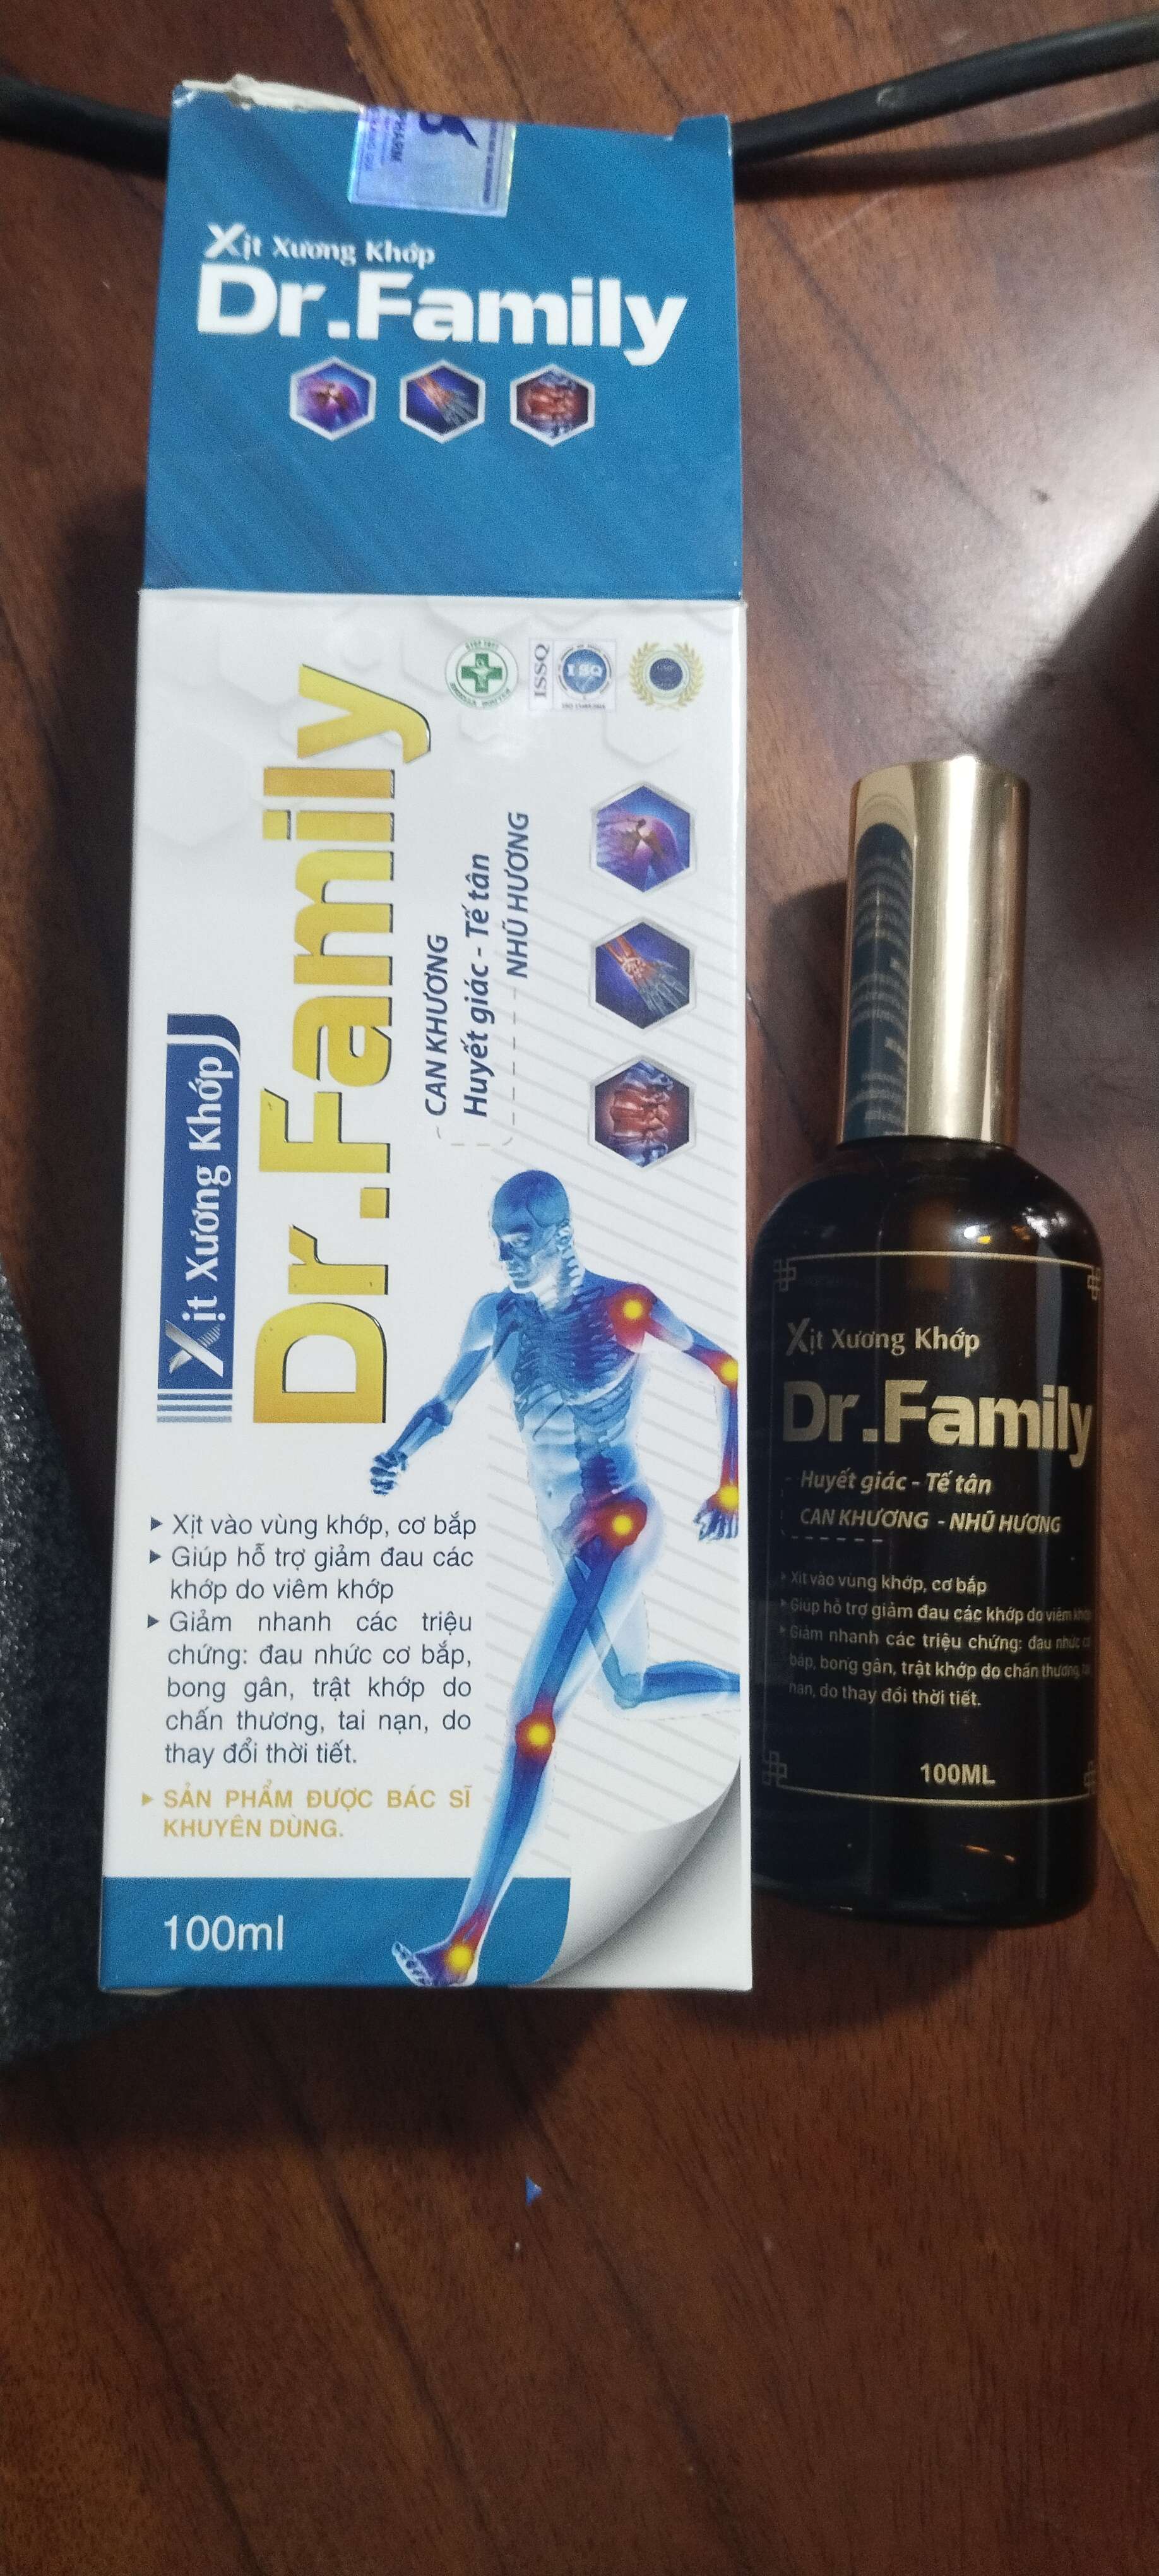 PHARM
Xịt Xương Khớp
Dr.Family
ISSQ
ISSQ
Xịt Xương Khớp
Dr.Family
CAN KHƯƠNG
Huyết giác - Tế tân
NHŨ HƯƠNG
Xịt vào vùng khớp, cơ bắp
Giúp hỗ trợ giảm đau các
khớp do viêm khớp
Giảm nhanh các triệu
chứng: đau nhức cơ bắp,
bong gân, trật khớp do
chấn thương, tai nạn, do
thay đổi thời tiết.
SẢN PHẨM ĐƯỢC BÁC SĨ
KHUYÊN DÙNG.
100ml
Xịt Xương Khớp
Dr.Family
Huyết giác - Tế tân
CAN KHƯƠNG - NHŨ HƯƠNG
Xịt vào vùng khớp, cơ bắp
Giúp hỗ trợ giảm đau các khớp do viêm khớp
Giảm nhanh các triệu chứng: đau nhức cơ
bắp, bong gân, trật khớp do chấn thương, tai
nạn, do thay đổi thời tiết.
100ML